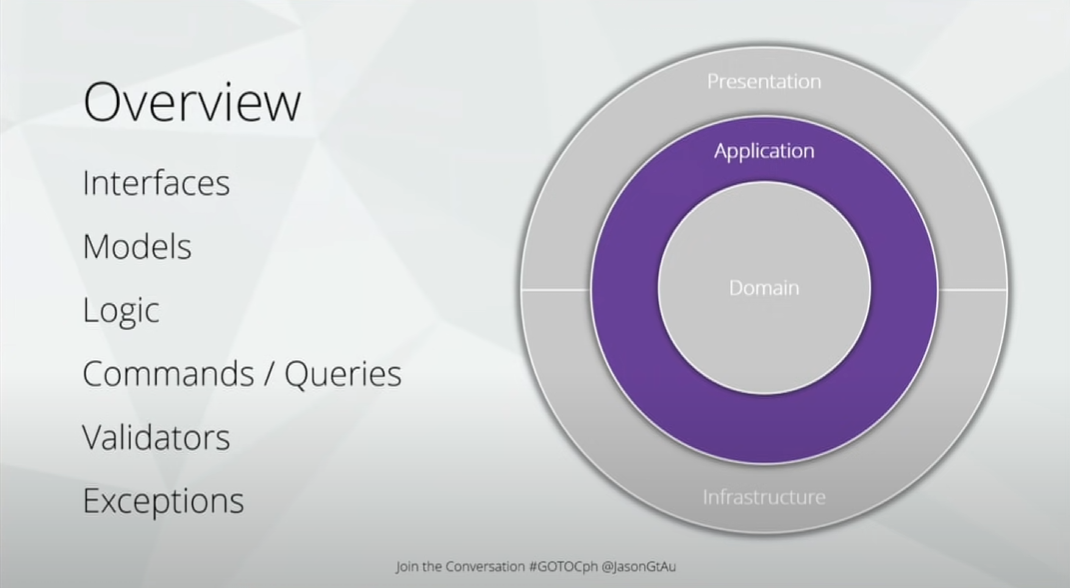 Overview
Interfaces
Models
Logic
Commands / Queries
Validators
Exceptions
Presentation
Application
Domain
Infrastructure
Join the Conversation #GOTOCph @JasonGtAu